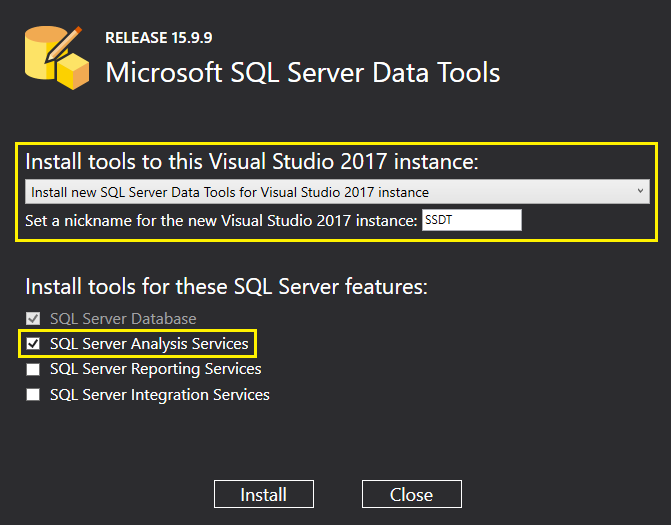 RELEASE 15.9.9
Microsoft SQL Server Data Tools
Install tools to this Visual Studio 2017 instance:
Install new SQL Server Data Tools for Visual Studio 2017 instance
Set a nickname for the new Visual Studio 2017 instance: SSDT
Install tools for these SQL Server features:
SQL Server Database
SQL Server Analysis Services
SQL Server Reporting Services
SQL Server Integration Services
Install Close